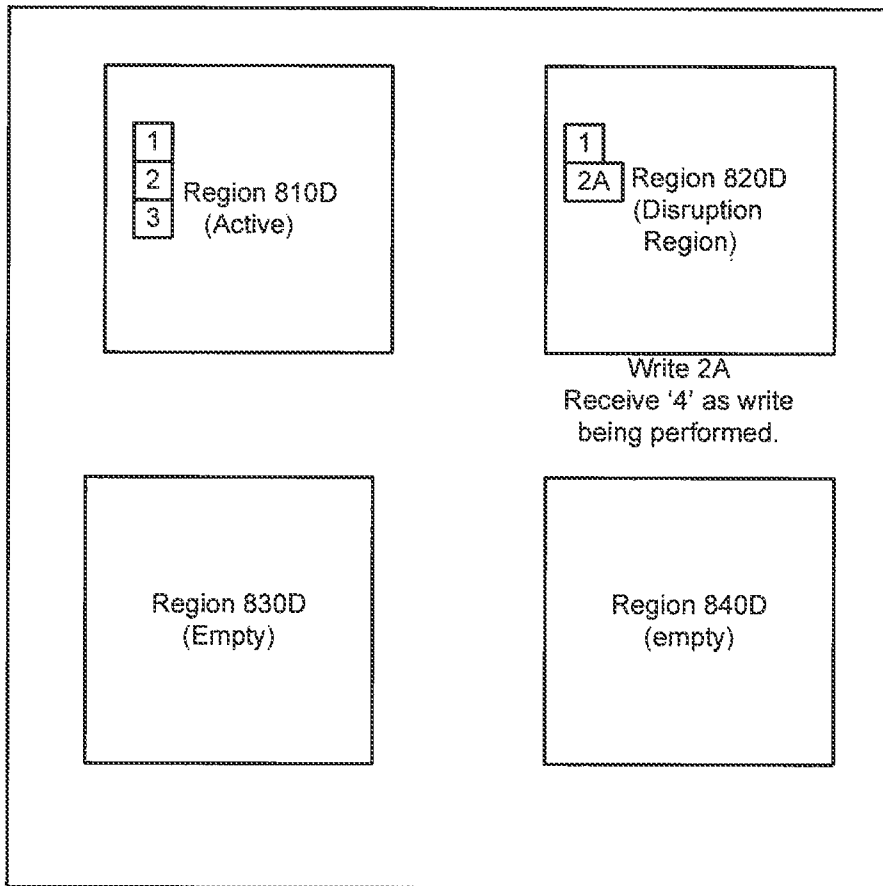 1
2
3
Region 810D
(Active)
1
2A
Region 820D
(Disruption
Region)
Write 2A
Receive ‘4’ as write
being performed.
Region 830D
(Empty)
Region 840D
(empty)